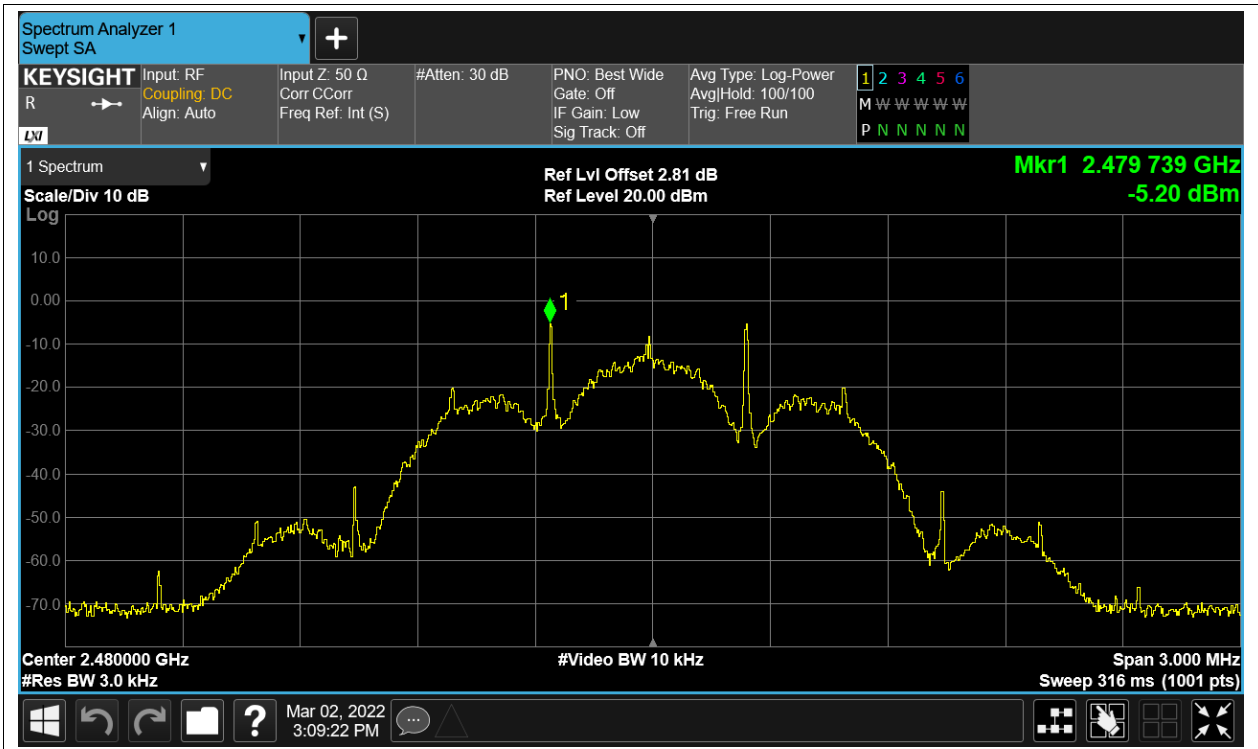 Spectrum Analyzer 1
Swept SA
KEYSIGHT
R
LXI
Input: RF
Coupling: DC
Align: Auto
Input Z: 50 Ω
Corr CCorr
Freq Ref: Int (S)
#Atten: 30 dB
PNO: Best Wide
Gate: Off
IF Gain: Low
Sig Track: Off
Avg Type: Log-Power
Avg|Hold: 100/100
Trig: Free Run
1 2 3 4 5 6
M W W W W W W
P N N N N N N
1 Spectrum
Scale/Div 10 dB
Log
Ref Lvl Offset 2.81 dB
Ref Level 20.00 dBm
Mkr1 2.479 739 GHz
-5.20 dBm
10.0
0.00
1
-10.0
-20.0
-30.0
-40.0
-50.0
-60.0
-70.0
Center 2.480000 GHz
#Video BW 10 kHz
Span 3.000 MHz
#Res BW 3.0 kHz
Sweep 316 ms (1001 pts)
?
Mar 02, 2022
3:09:22 PM